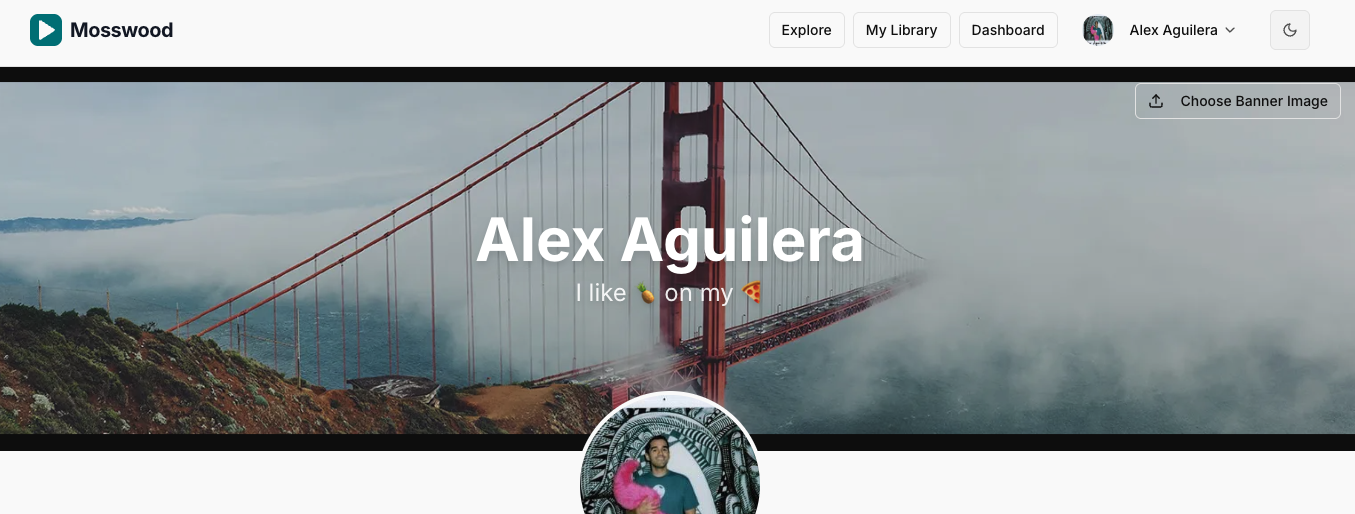 Mosswood
Explore
My Library
Dashboard
Alex Aguilera
Choose Banner Image
Alex Aguilera
I like 🍍 on my 🍕